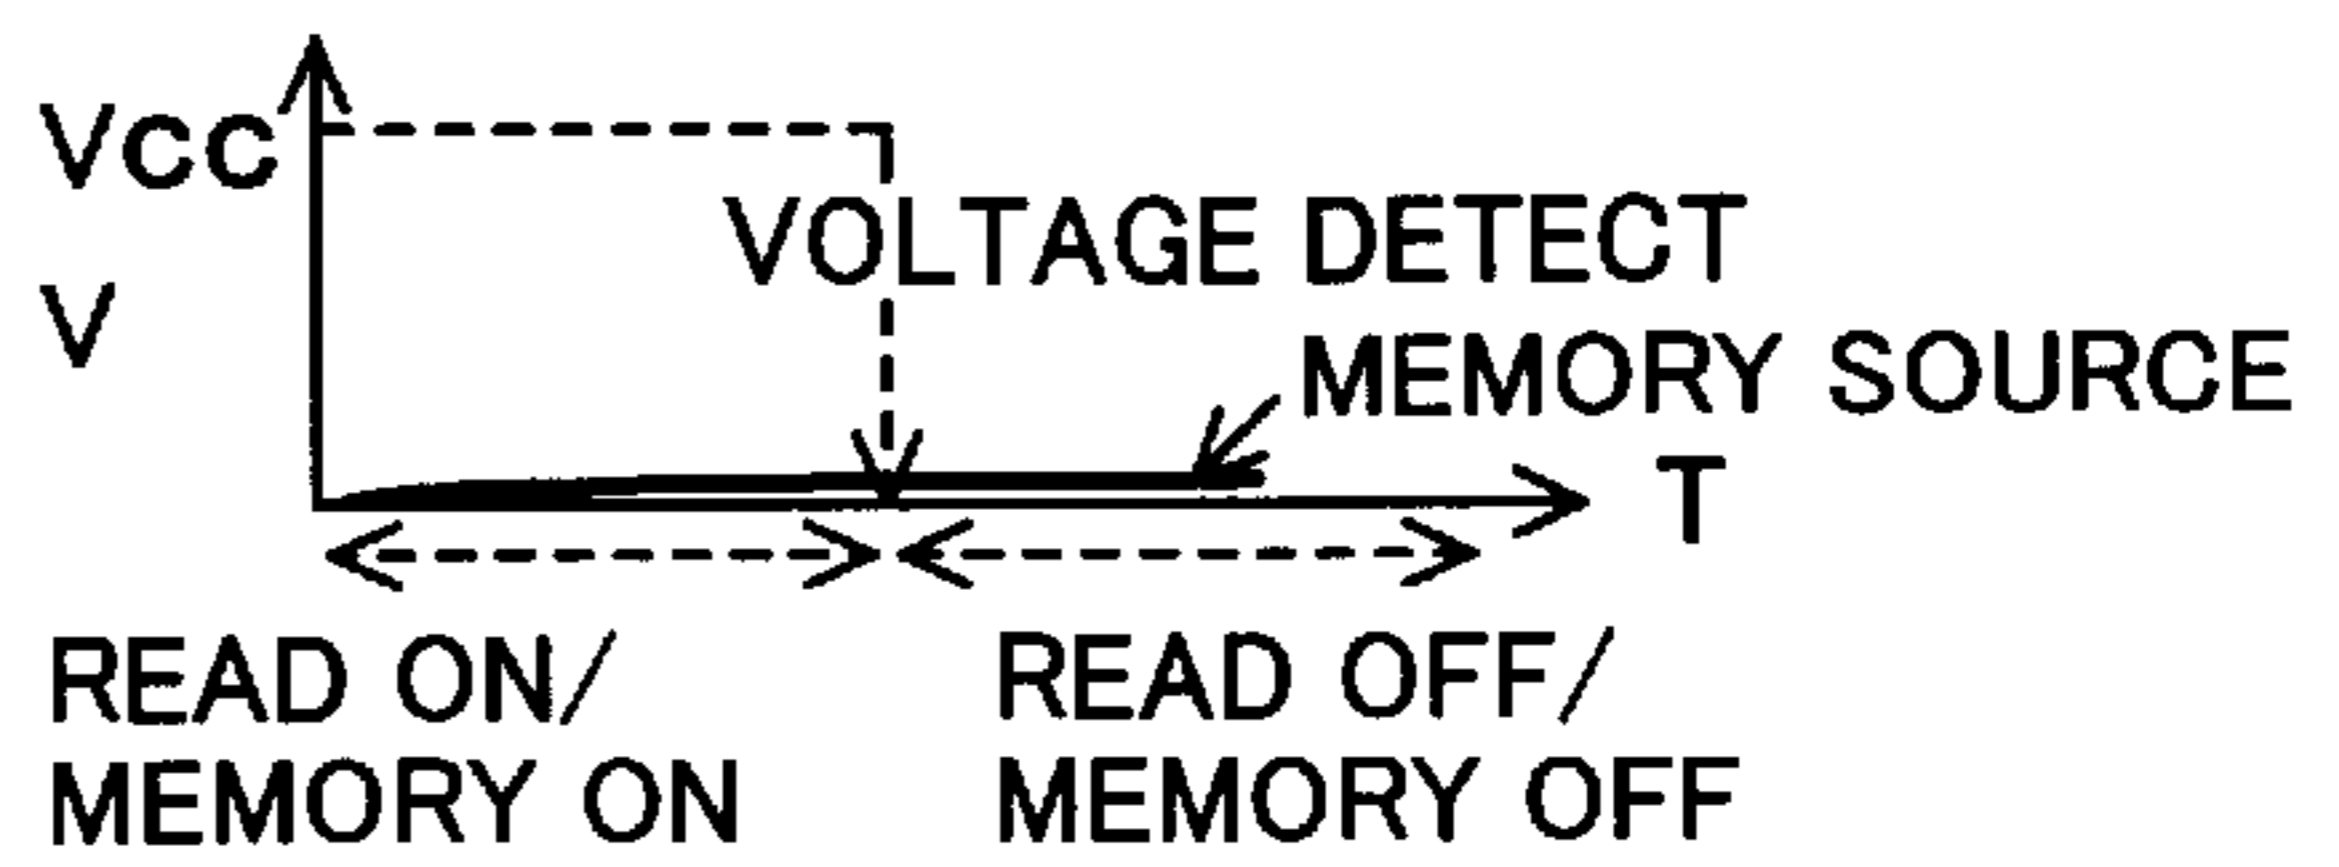 Vcc
VOLTAGE DETECT
V
MEMORY SOURCE
T
READ ON/
MEMORY ON
READ OFF/
MEMORY OFF